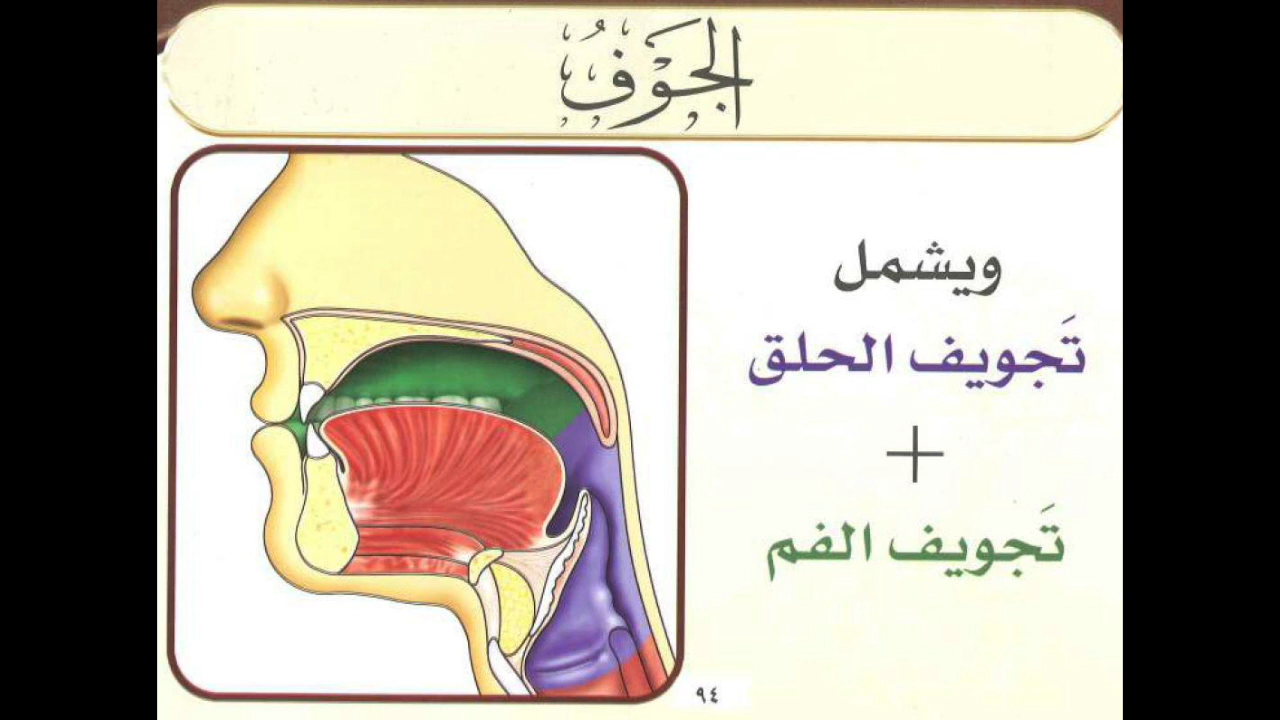 الجَوْفُ
ويشمل
تَجويف الحلق
+
تَجويف الفم
٩٤